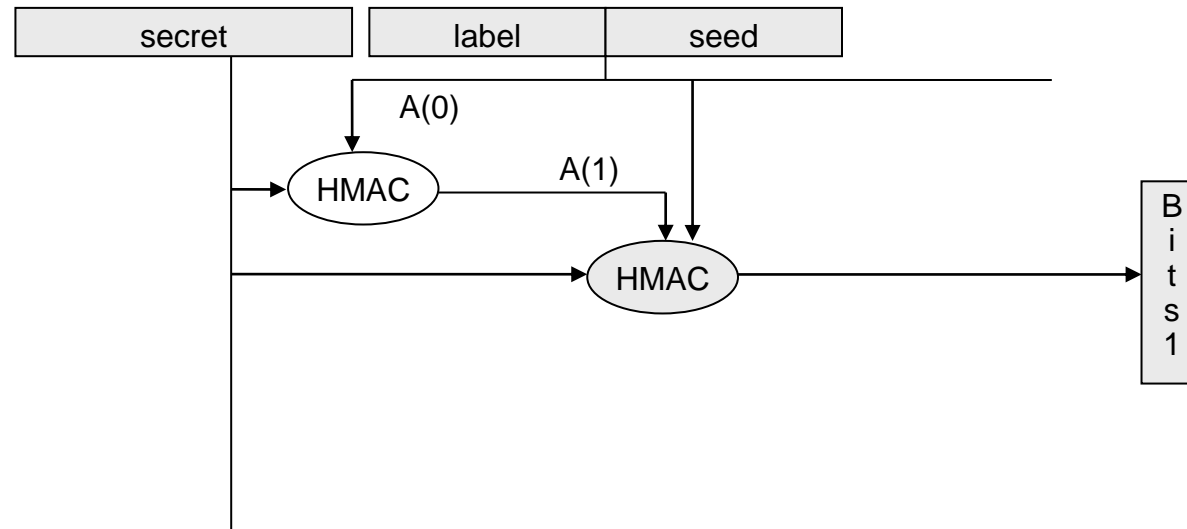 secret
label
seed
A(0)
HMAC
A(1)
HMAC
B
i
t
s
1